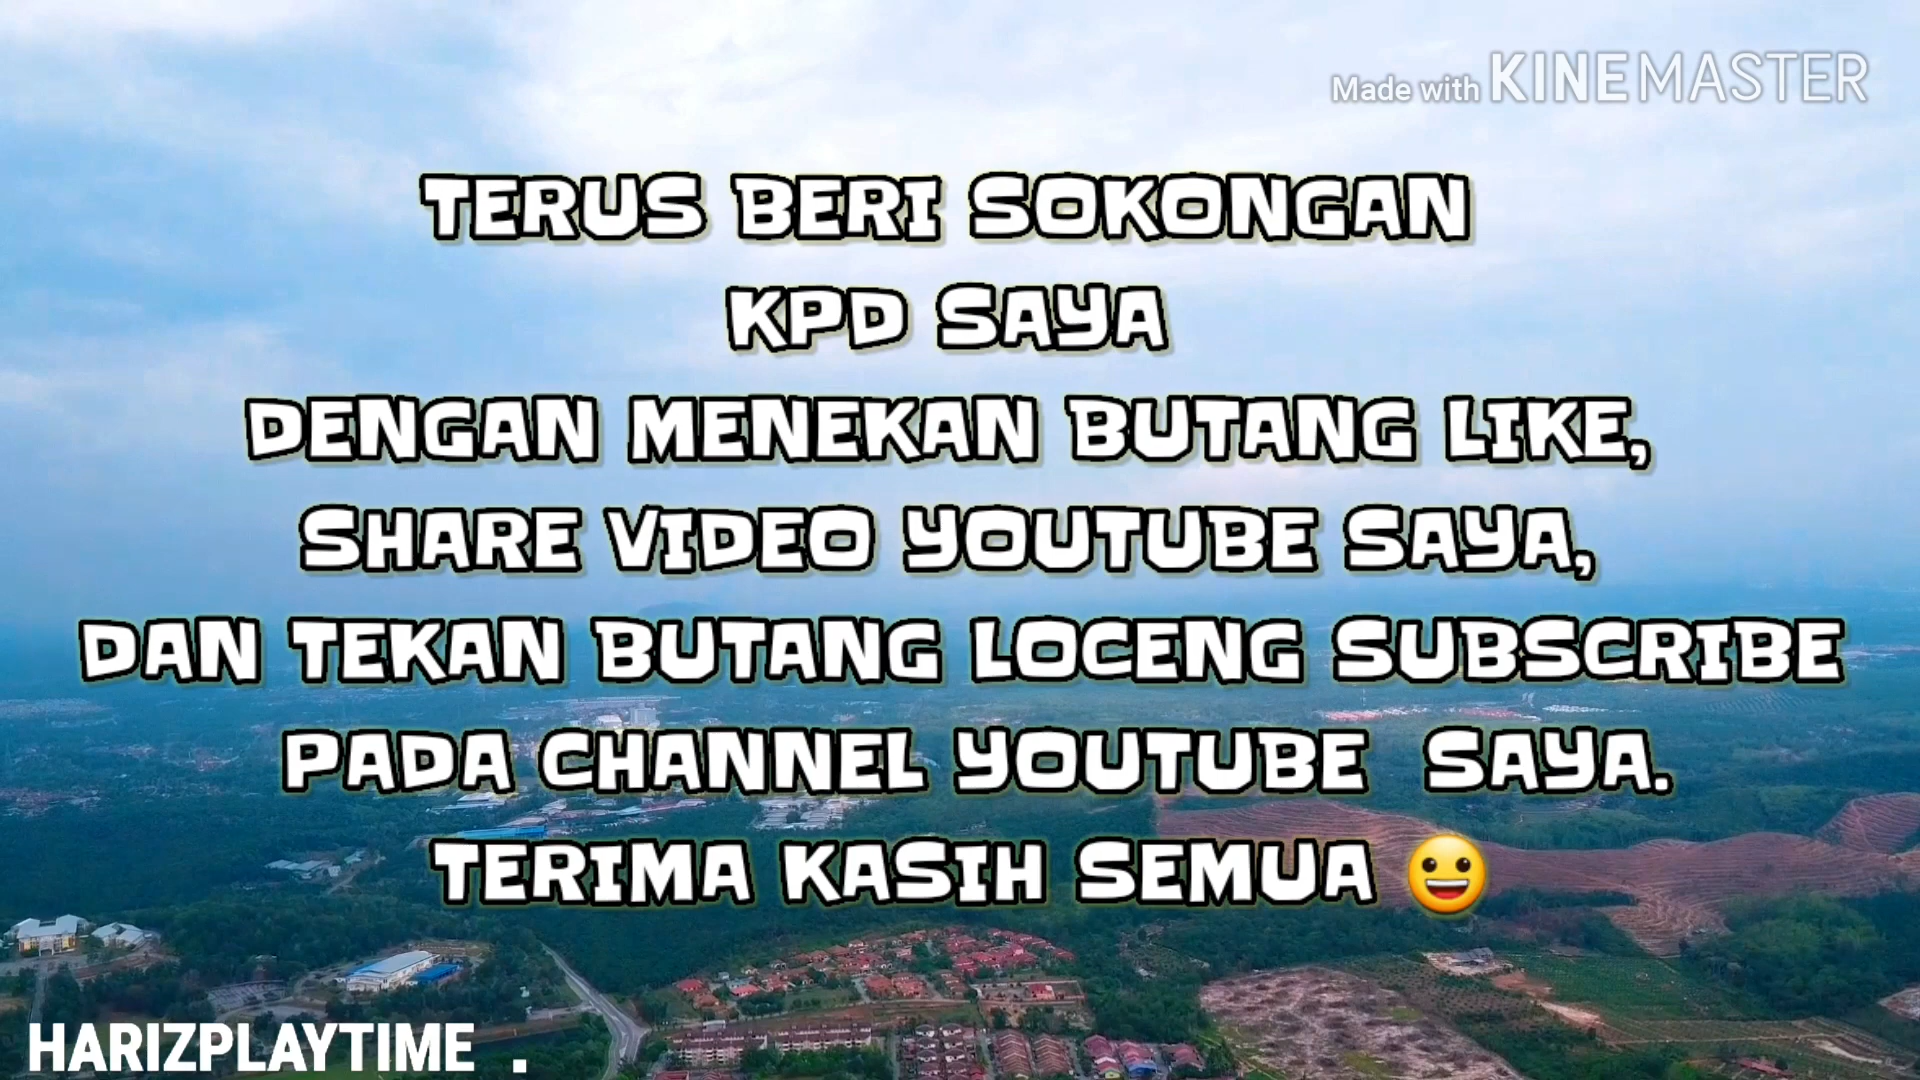 Made with KINEMASTER
TERUS BERI SOKONGAN
KPD SAYA
DENGAN MENEKAN BUTANG LIKE,
SHARE VIDEO YOUTUBE SAYA,
DAN TEKAN BUTANG LOCENG SUBSCRIBE
PADA CHANNEL YOUTUBE SAYA.
TERIMA KASIH SEMUA 😀
HARIZPLAYTIME .